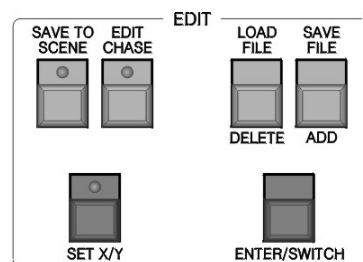 EDIT
SAVE TO SCENE
EDIT CHASE
LOAD FILE
SAVE FILE
DELETE
ADD
SET X/Y
ENTER/SWITCH